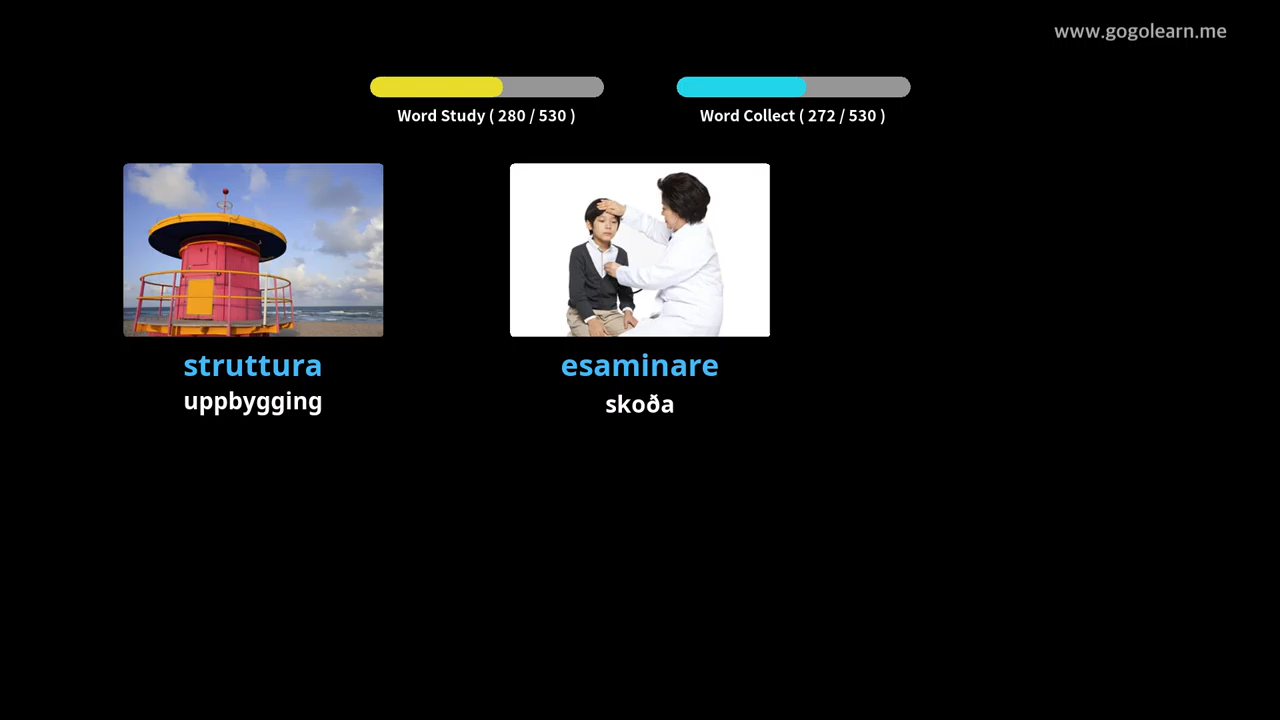 www.gogolearn.me
Word Study ( 280 / 530 )
Word Collect ( 272 / 530 )
struttura
uppbygging
esaminare
skoða